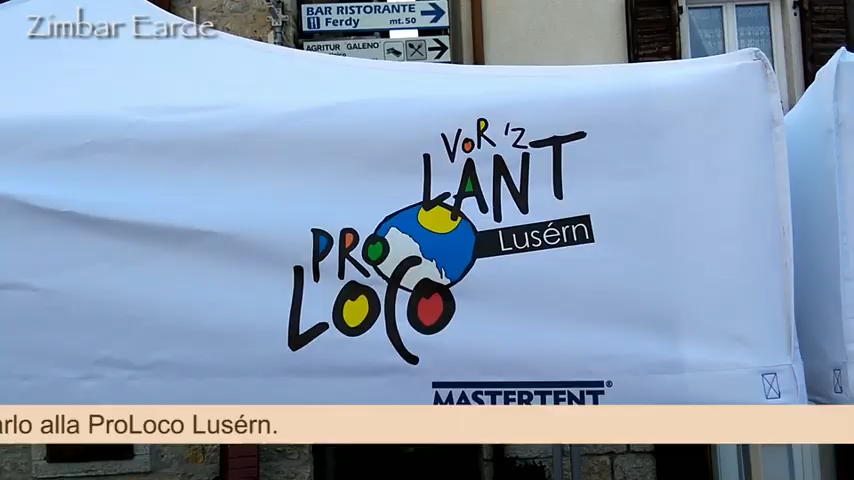 Zimbar Earde
BAR RISTORANTE
Ferdy mt. 50
AGRITUR GALENO
VOR 'Z
LANT
Lusérn
PRO
LOCO
MASTERTENT®
arlo alla ProLoco Lusérn.